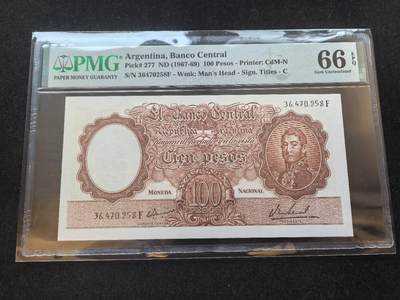 PMG
PAPER MONEY GUARANTY
Argentina, Banco Central
Pick# 277 ND (1967-69) 100 Pesos - Printer: CdM-N
S/N 36470258F - Wmk: Man's Head - Sign. Titles - C
66 EPQ
Gem Uncirculated
36.470.258 F
El Banco Central
República Argentina
Cien pesos
MONEDA
100
NACIONAL
36.470.258 F